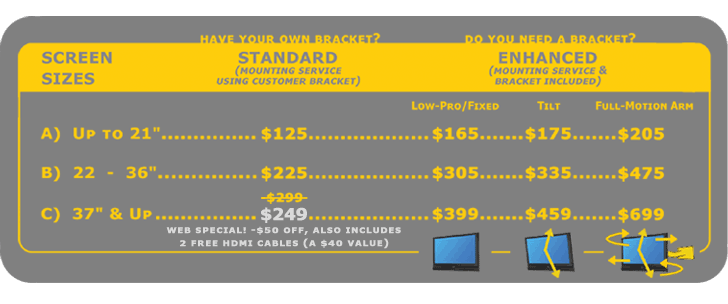 HAVE YOUR OWN BRACKET? DO YOU NEED A BRACKET?
SCREEN SIZES STANDARD ENHANCED
(MOUNTING SERVICE USING CUSTOMER BRACKET) (MOUNTING SERVICE & BRACKET INCLUDED)
LOW-PRO/FIXED TILT FULL-MOTION ARM
A) UP TO 21"............... $125..................... $165.......$175.......$205
B) 22 - 36"................ $225..................... $305.......$335.......$475
$299
C) 37" & UP ................ $249..................... $399.......$459.......$699
WEB SPECIAL! -$50 OFF, ALSO INCLUDES
2 FREE HDMI CABLES (A $40 VALUE)